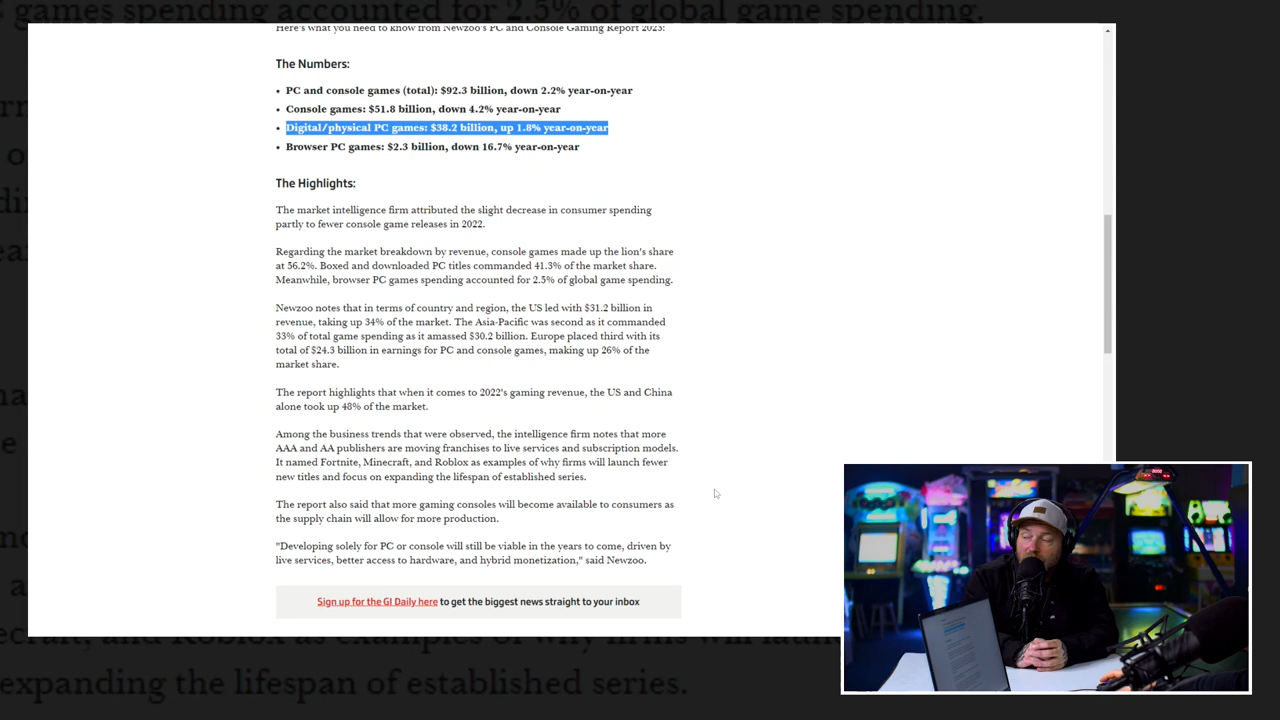 s games spending accounted for 2.5% of global game spending.
Here's what you need to know from Newzoo's PC and Console Gaming Report 2023:
The Numbers:
• PC and console games (total): $92.3 billion, down 2.2% year-on-year
• Console games: $51.8 billion, down 4.2% year-on-year
• Digital/physical PC games: $38.2 billion, up 1.8% year-on-year
• Browser PC games: $2.3 billion, down 16.7% year-on-year
The Highlights:
The market intelligence firm attributed the slight decrease in consumer spending
partly to fewer console game releases in 2022.
Regarding the market breakdown by revenue, console games made up the lion's share
at 56.2%. Boxed and downloaded PC titles commanded 41.3% of the market share.
Meanwhile, browser PC games spending accounted for 2.5% of global game spending.
Newzoo notes that in terms of country and region, the US led with $31.2 billion in
revenue, taking up 34% of the market. The Asia-Pacific was second as it commanded
33% of total game spending as it amassed $30.2 billion. Europe placed third with its
total of $24.3 billion in earnings for PC and console games, making up 26% of the
market share.
The report highlights that when it comes to 2022's gaming revenue, the US and China
alone took up 48% of the market.
Among the business trends that were observed, the intelligence firm notes that more
AAA and AA publishers are moving franchises to live services and subscription models.
It named Fortnite, Minecraft, and Roblox as examples of why firms will launch fewer
new titles and focus on expanding the lifespan of established series.
The report also said that more gaming consoles will become available to consumers as
the supply chain will allow for more production.
"Developing solely for PC or console will still be viable in the years to come, driven by
live services, better access to hardware, and hybrid monetization," said Newzoo.
Sign up for the GI Daily here to get the biggest news straight to your inbox
expanding the lifespan of established series.